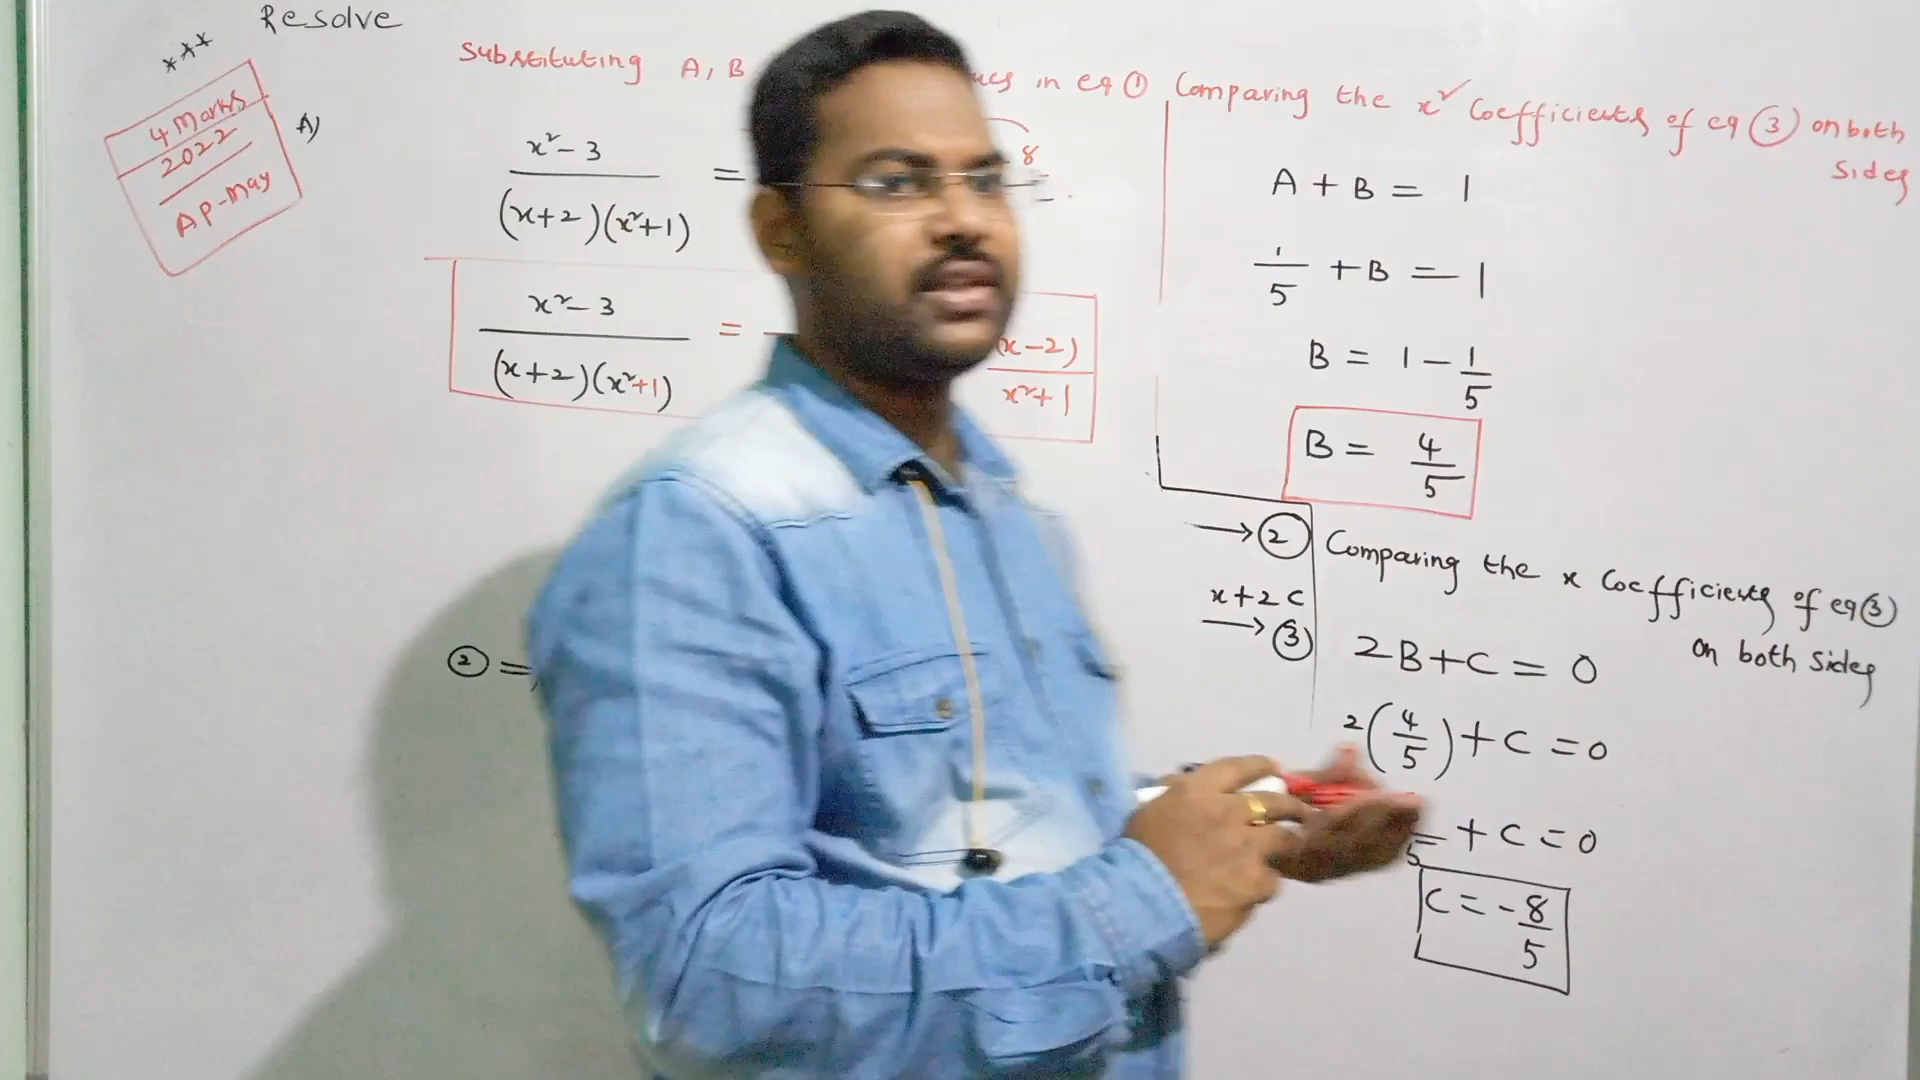 Resolve
***
4 Marks
2022
AP-May
A)
Substituting A, B
in eq ①
x² - 3 / (x+2)(x²+1) =
8
x² - 3 / (x+2)(x²+1) =
(x-2) / x²+1
② =
Comparing the x² Coefficients of eq ③ on both sides
A + B = 1
1/5 + B = 1
B = 1 - 1/5
B = 4/5
→ ②
x + 2C
→ ③
Comparing the x Coefficients of eq ③ on both sides
2B + C = 0
2(4/5) + C = 0
/5 + C = 0
C = -8/5